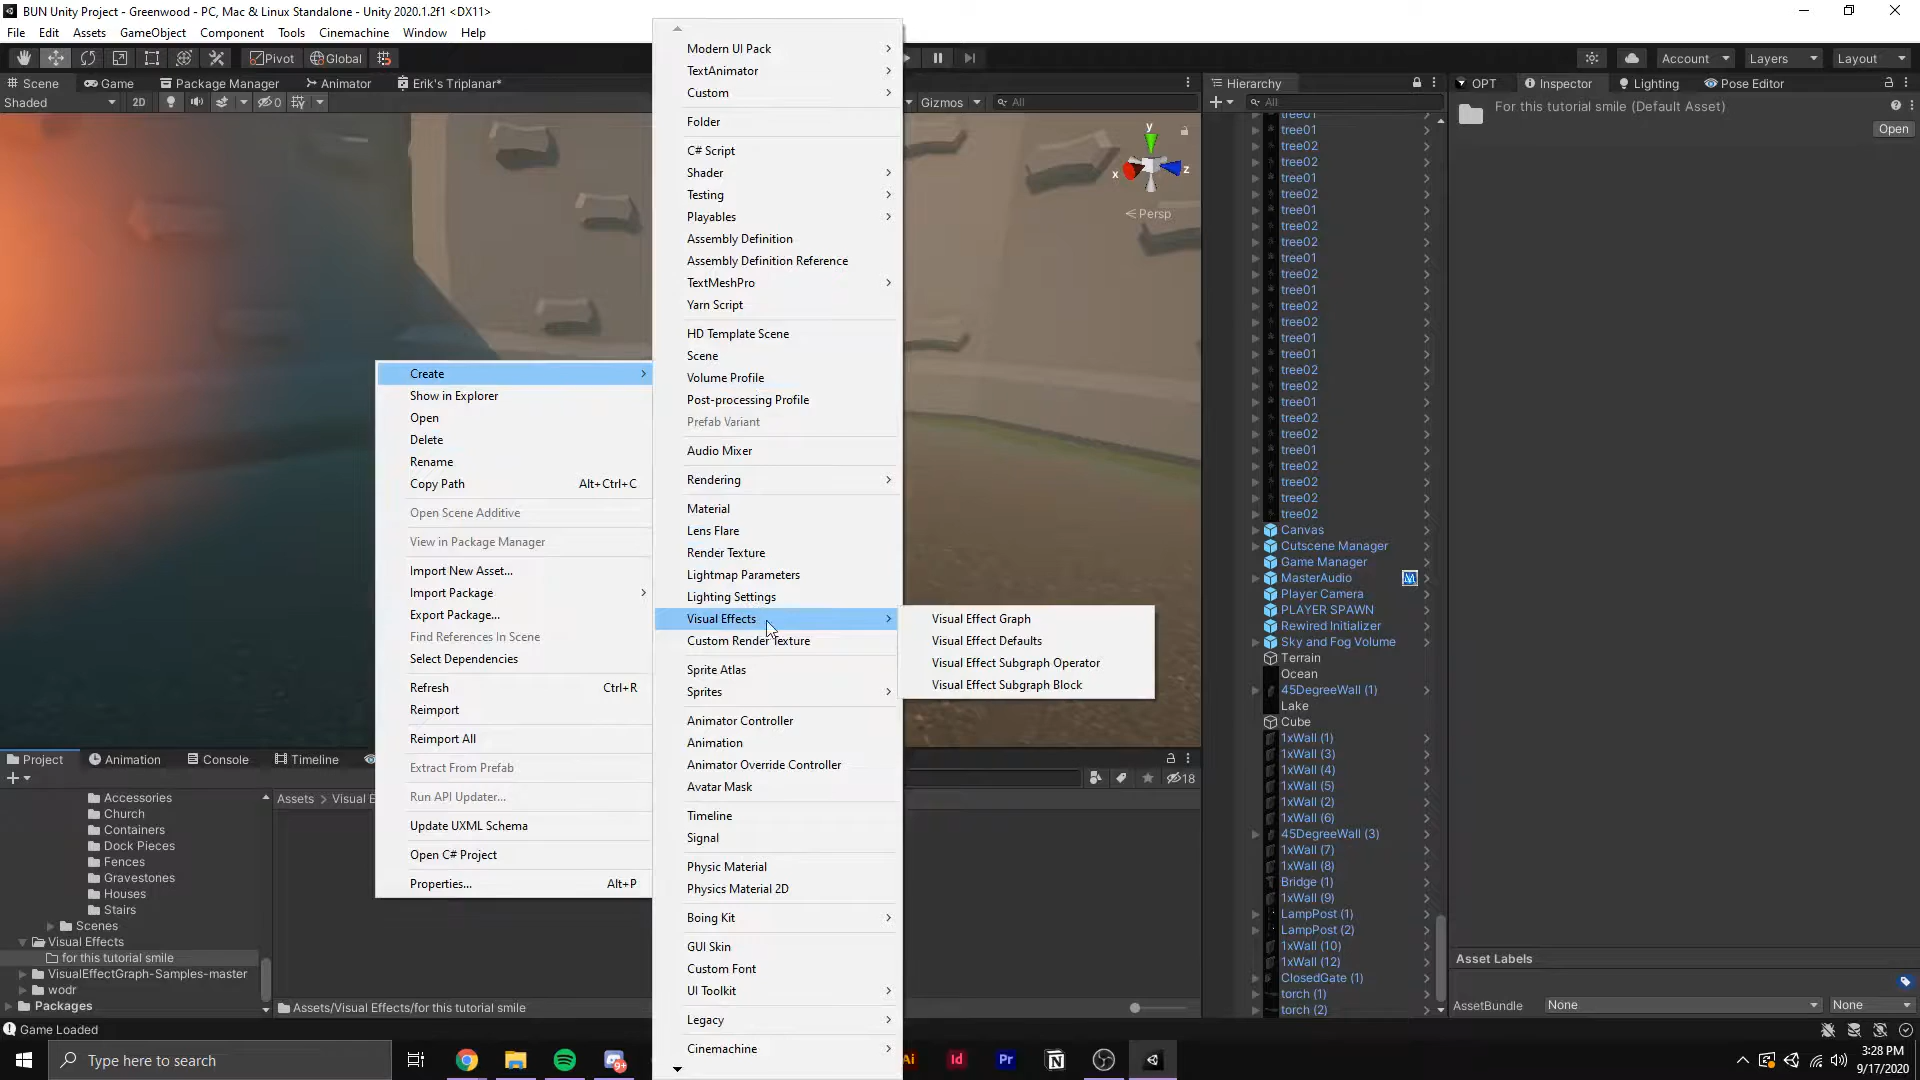 BUN Unity Project - Greenwood - PC, Mac & Linux Standalone - Unity 2020.1.2f1 <DX11>
File Edit Assets GameObject Component Tools Cinemachine Window Help
Pivot Global Account Layers Layout
Scene Game Package Manager Animator Erik's Triplanar*
Shaded 2D 0 Gizmos All
Persp
y
x
z
Create
Show in Explorer
Open
Delete
Rename
Copy Path Alt+Ctrl+C
Open Scene Additive
View in Package Manager
Import New Asset...
Import Package
Export Package...
Find References In Scene
Select Dependencies
Refresh Ctrl+R
Reimport
Reimport All
Extract From Prefab
Run API Updater...
Update UXML Schema
Open C# Project
Properties... Alt+P
Modern UI Pack
TextAnimator
Custom
Folder
C# Script
Shader
Testing
Playables
Assembly Definition
Assembly Definition Reference
TextMeshPro
Yarn Script
HD Template Scene
Scene
Volume Profile
Post-processing Profile
Prefab Variant
Audio Mixer
Rendering
Material
Lens Flare
Render Texture
Lightmap Parameters
Lighting Settings
Visual Effects
Custom Render Texture
Sprite Atlas
Sprites
Animator Controller
Animation
Animator Override Controller
Avatar Mask
Timeline
Signal
Physic Material
Physics Material 2D
Boing Kit
GUI Skin
Custom Font
UI Toolkit
Legacy
Cinemachine
Visual Effect Graph
Visual Effect Defaults
Visual Effect Subgraph Operator
Visual Effect Subgraph Block
Hierarchy
All
tree01
tree01
tree02
tree02
tree01
tree02
tree01
tree02
tree02
tree01
tree02
tree01
tree02
tree02
tree01
tree01
tree02
tree02
tree01
tree02
tree02
tree01
tree02
tree02
tree02
tree02
Canvas
Cutscene Manager
Game Manager
MasterAudio
Player Camera
PLAYER SPAWN
Rewired Initializer
Sky and Fog Volume
Terrain
Ocean
45DegreeWall (1)
Lake
Cube
1xWall (1)
1xWall (3)
1xWall (4)
1xWall (5)
1xWall (2)
1xWall (6)
45DegreeWall (3)
1xWall (7)
1xWall (8)
Bridge (1)
1xWall (9)
LampPost (1)
LampPost (2)
1xWall (10)
1xWall (12)
ClosedGate (1)
torch (1)
torch (2)
OPT Inspector Lighting Pose Editor
For this tutorial smile (Default Asset)
Open
Asset Labels
AssetBundle None None
Project Animation Console Timeline
18
Accessories
Church
Containers
Dock Pieces
Fences
Gravestones
Houses
Stairs
Scenes
Visual Effects
for this tutorial smile
VisualEffectGraph-Samples-master
wodr
Packages
Assets > Visual E
Assets/Visual Effects/for this tutorial smile
Game Loaded
Type here to search
9+
Ai Id Pr
3:28 PM
9/17/2020